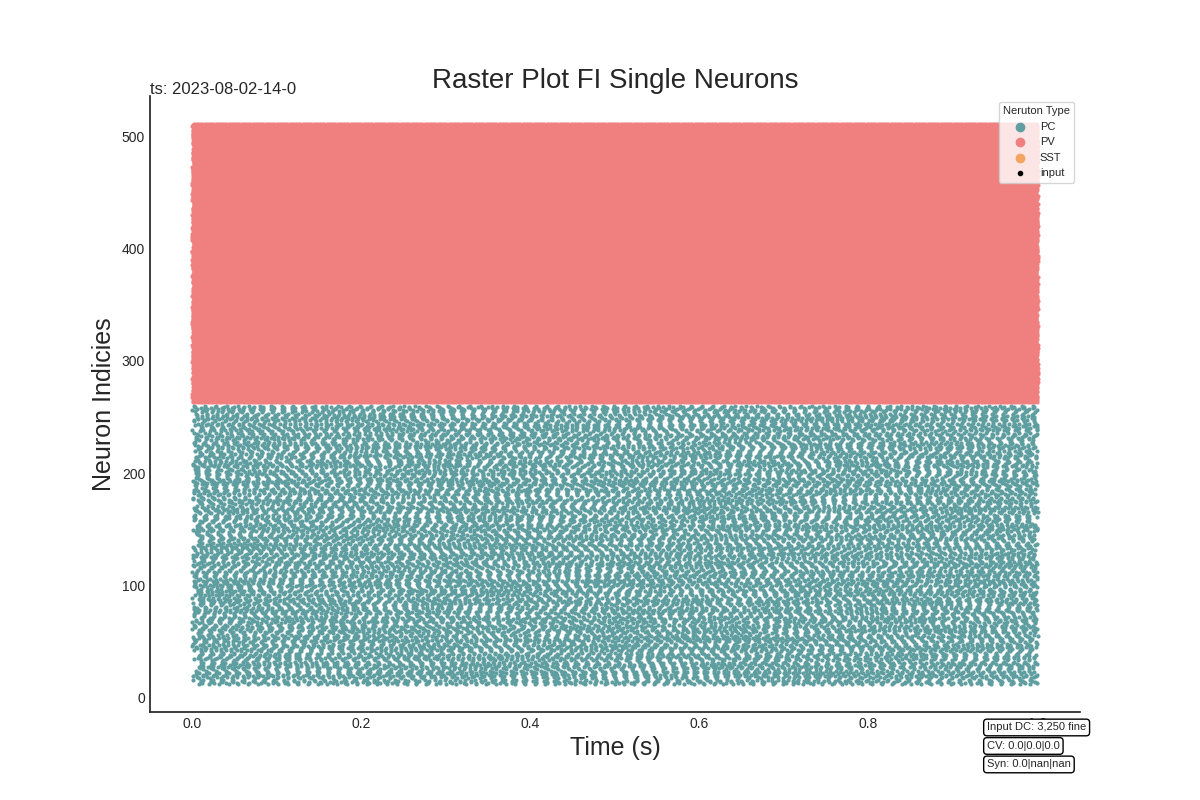 Raster Plot FI Single Neurons
ts: 2023-08-02-14-0
Neruton Type
PC
PV
SST
input
500
400
300
200
100
0
Neuron Indicies
0.0 0.2 0.4 0.6 0.8
Time (s)
Input DC: 3,250 fine
CV: 0.0|0.0|0.0
Syn: 0.0|nan|nan